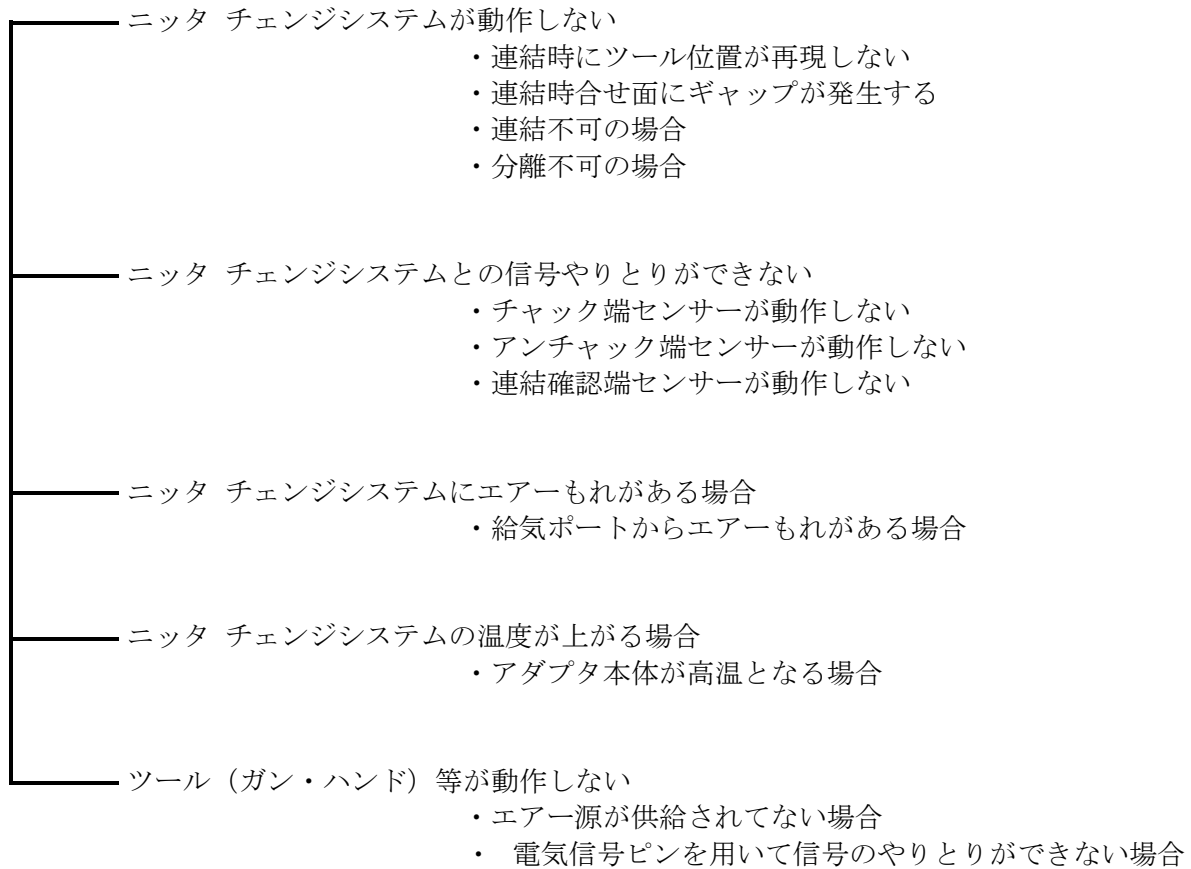 ニッタ チェンジシステムが動作しない
・連結時にツール位置が再現しない
・連結時合せ面にギャップが発生する
・連結不可の場合
・分離不可の場合
ニッタ チェンジシステムとの信号やりとりができない
・チャック端センサーが動作しない
・アンチャック端センサーが動作しない
・連結確認端センサーが動作しない
ニッタ チェンジシステムにエアーもれがある場合
・給気ポートからエアーもれがある場合
ニッタ チェンジシステムの温度が上がる場合
・アダプタ本体が高温となる場合
ツール（ガン・ハンド）等が動作しない
・エアー源が供給されてない場合
・ 電気信号ピンを用いて信号のやりとりができない場合